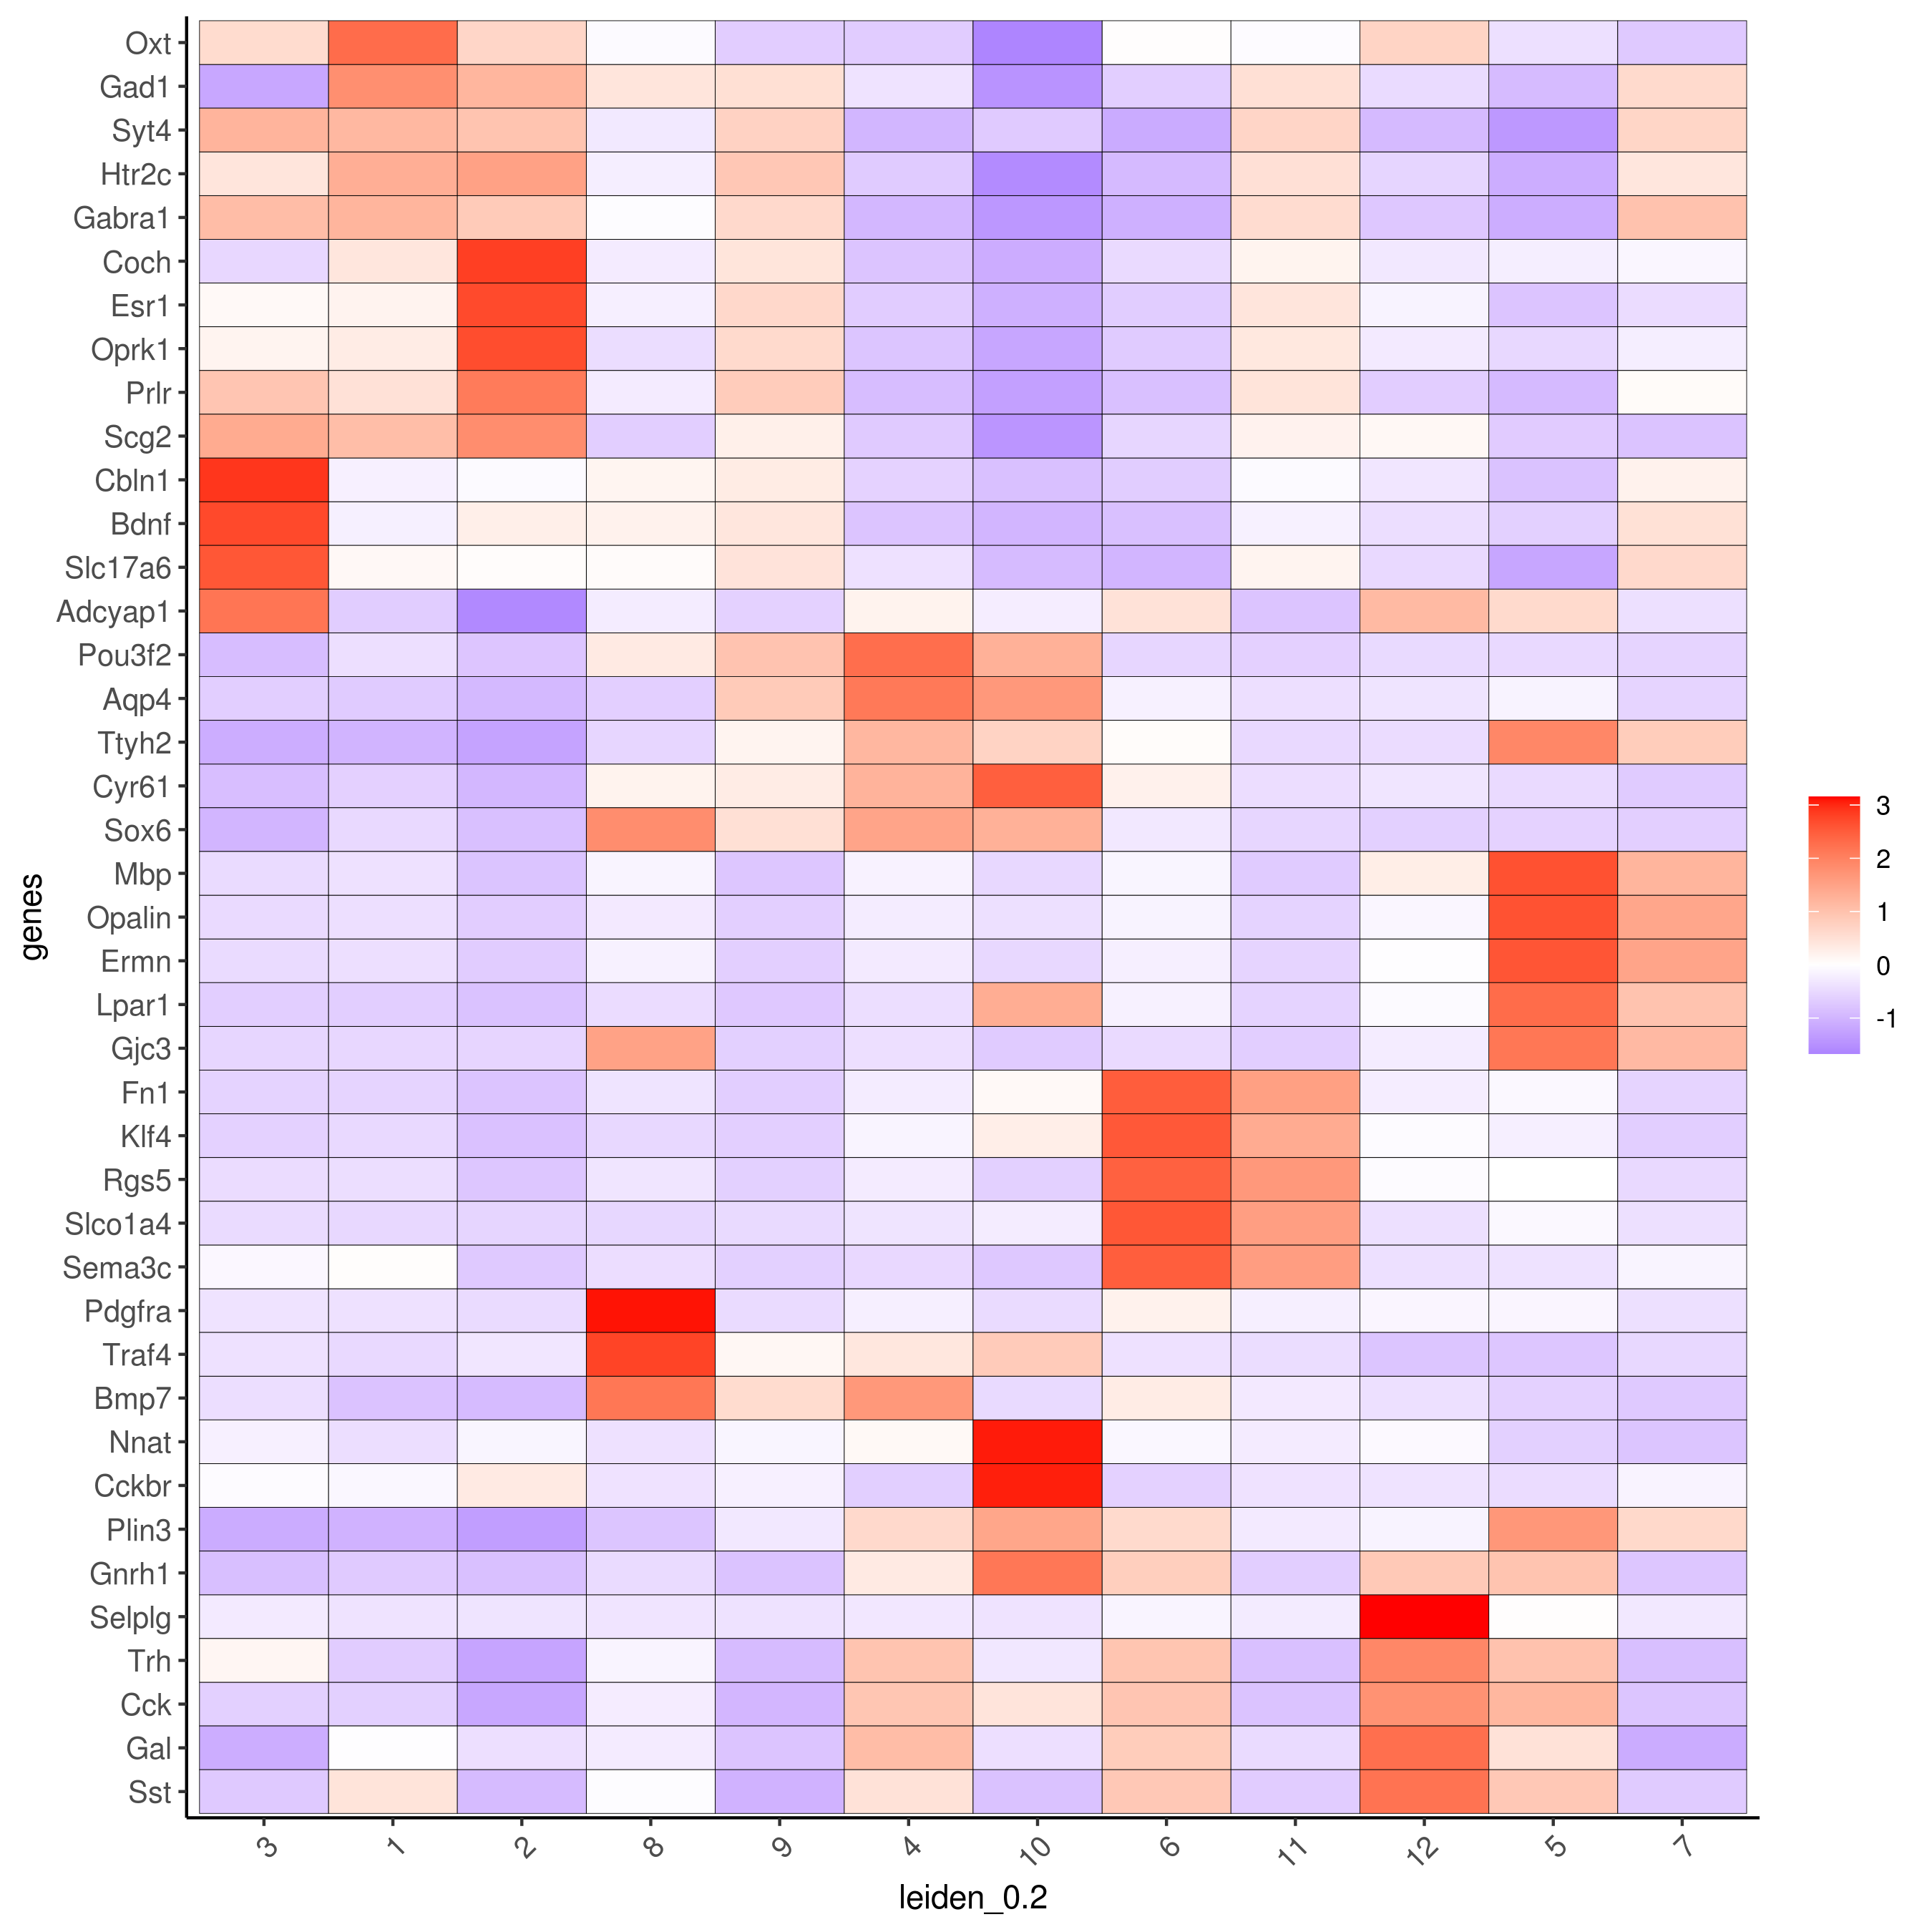 Oxt
Gad1
Syt4
Htr2c
Gabra1
Coch
Esr1
Oprk1
Prlr
Scg2
Cbln1
Bdnf
Slc17a6
Adcyap1
Pou3f2
Aqp4
Ttyh2
Cyr61
Sox6
Mbp
Opalin
Ermn
Lpar1
Gjc3
Fn1
Klf4
Rgs5
Slco1a4
Sema3c
Pdgfra
Traf4
Bmp7
Nnat
Cckbr
Plin3
Gnrh1
Selplg
Trh
Cck
Gal
Sst
genes
3 1 2 8 9 4 10 6 11 12 5 7
leiden_0.2
3
2
1
0
-1